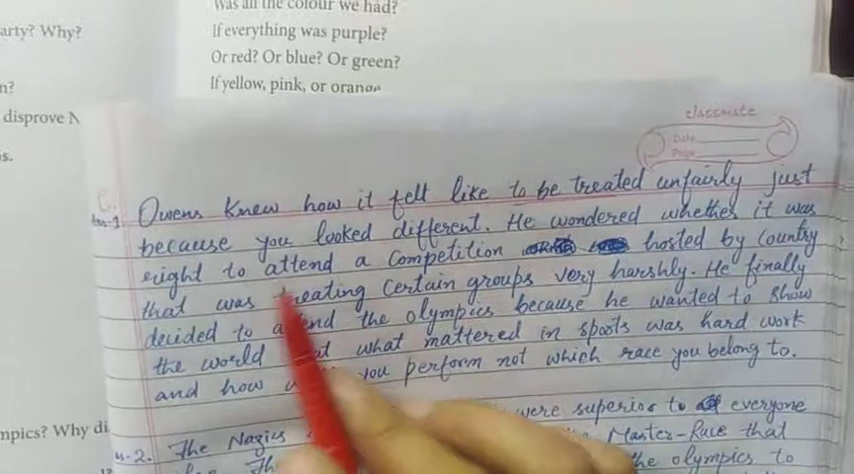 Was all the colour we had?
arty? Why?
If everything was purple?
Or red? Or blue? Or green?
n?
If yellow, pink, or orange
disprove N
s.
classmate
Date
Page
C.
Ans-1 Owens knew how it felt like to be treated unfairly just
because you looked different. He wondered whether it was
right to attend a competition hosted by country
that was treating certain groups very harshly. He finally
decided to attend the olympics because he wanted to show
the world what mattered in sports was hard work
and how you perform not which race you belong to.
mpics? Why di
-2. The Nazis were superior to everyone
Master-Race that
The the olympics to